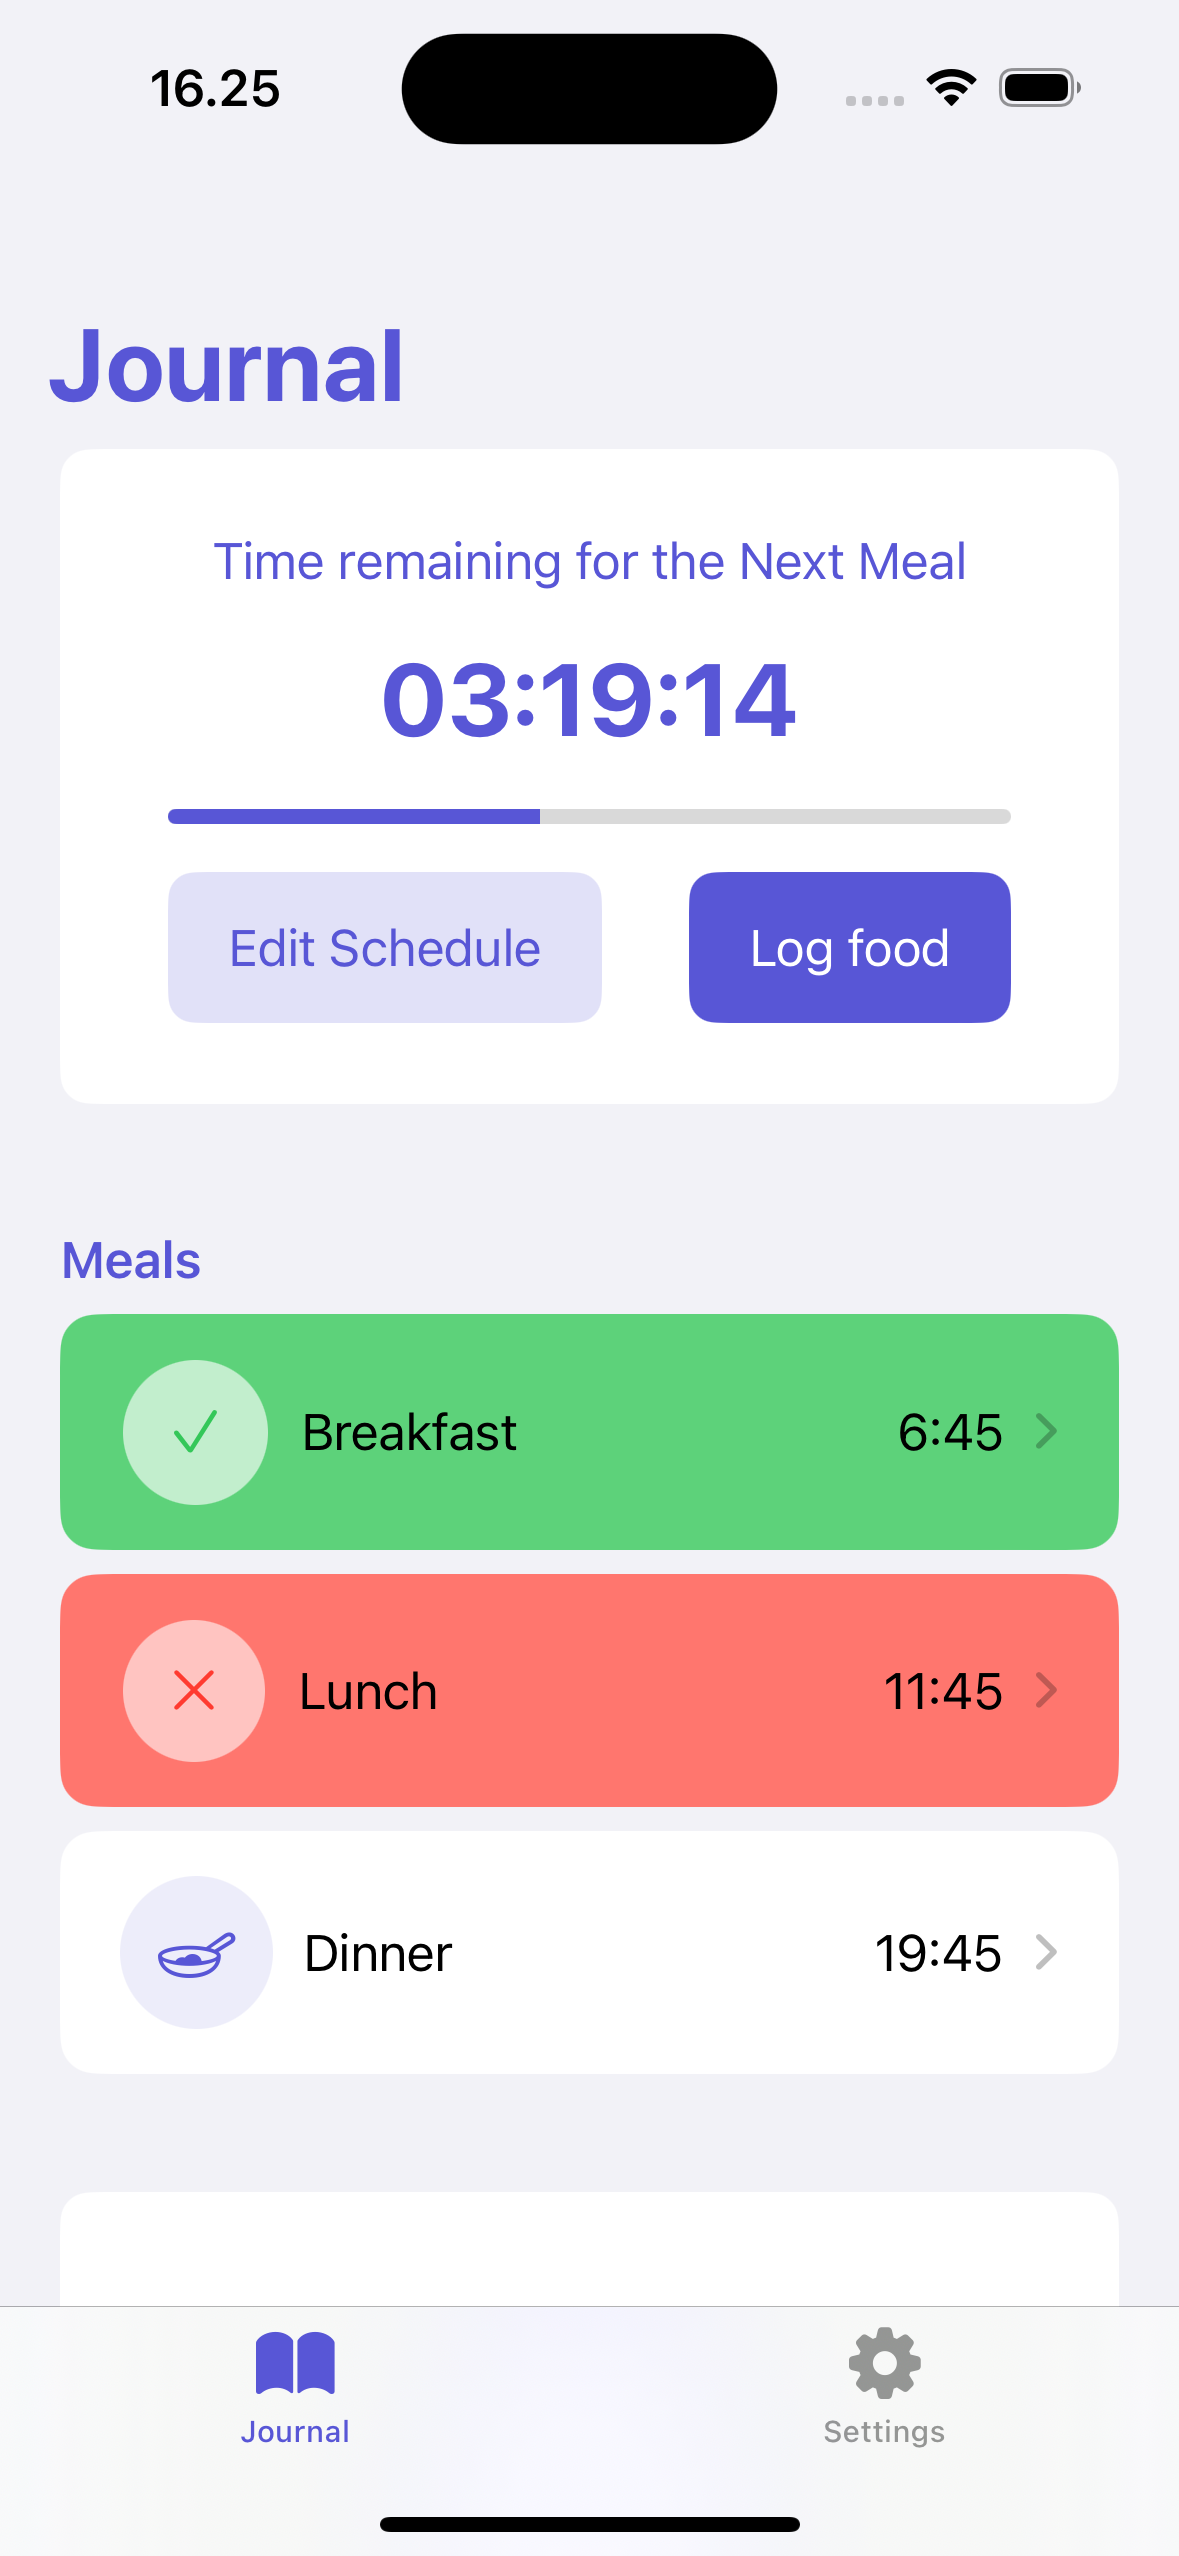 16.25
Journal
Time remaining for the Next Meal
03:19:14
Edit Schedule
Log food
Meals
Breakfast 6:45
Lunch 11:45
Dinner 19:45
Journal Settings